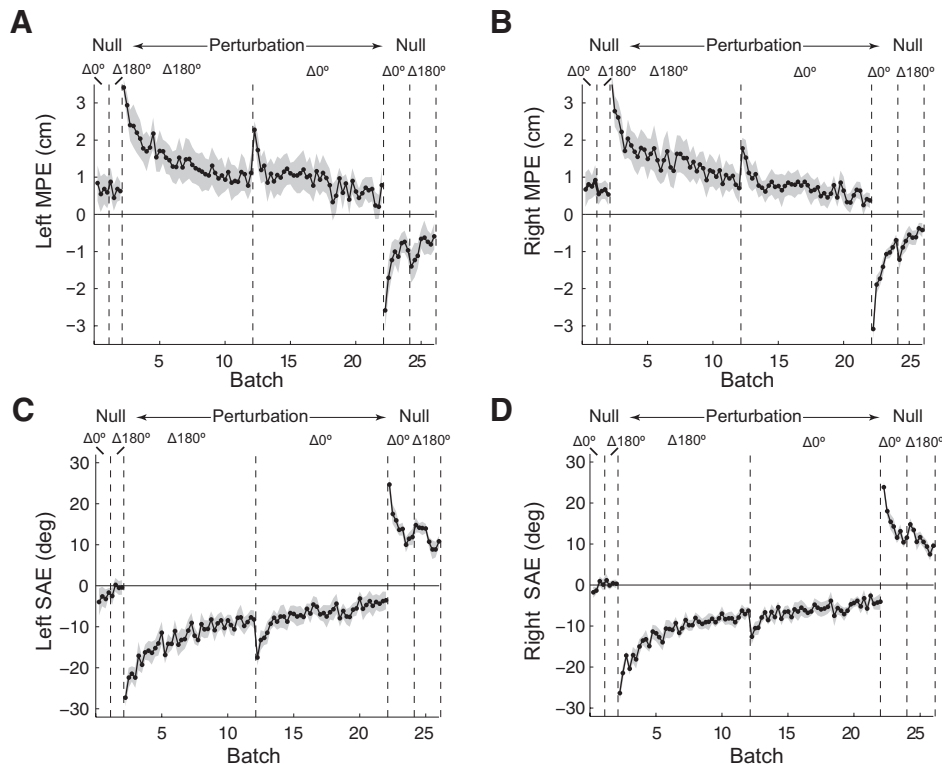 A
Null Perturbation Null
Δ0º Δ180º Δ180º Δ0º Δ0º Δ180º
Left MPE (cm)
3
2
1
0
−1
−2
−3
5 10 15 20 25
Batch
B
Null Perturbation Null
Δ0º Δ180º Δ180º Δ0º Δ0º Δ180º
Right MPE (cm)
3
2
1
0
−1
−2
−3
5 10 15 20 25
Batch
C
Null Perturbation Null
Δ0º Δ180º Δ180º Δ0º Δ0º Δ180º
Left SAE (deg)
30
20
10
0
−10
−20
−30
5 10 15 20 25
Batch
D
Null Perturbation Null
Δ0º Δ180º Δ180º Δ0º Δ0º Δ180º
Right SAE (deg)
30
20
10
0
−10
−20
−30
5 10 15 20 25
Batch